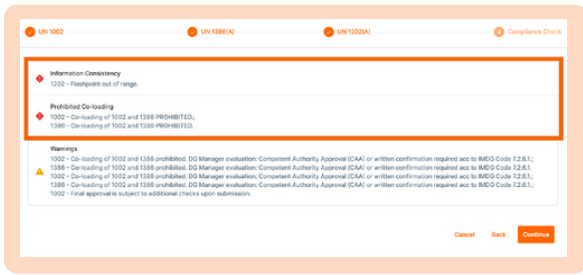 UN 1002
UN 1386(A)
UN 1202(A)
4 Compliance Check
Information Consistency
1202 - Flashpoint out of range.
Prohibited Co-loading
1002 - Co-loading of 1002 and 1386 PROHIBITED.;
1386 - Co-loading of 1002 and 1386 PROHIBITED.
Warnings
1002 - Co-loading of 1002 and 1386 prohibited. DG Manager evaluation: Competent Authority Approval (CAA) or written confirmation required acc to IMDG Code 7.2.6.1.;
1386 - Co-loading of 1002 and 1386 prohibited. DG Manager evaluation: Competent Authority Approval (CAA) or written confirmation required acc to IMDG Code 7.2.6.1.
1002 - Co-loading of 1002 and 1386 prohibited. DG Manager evaluation: Competent Authority Approval (CAA) or written confirmation required acc to IMDG Code 7.2.6.1.;
1386 - Co-loading of 1002 and 1386 prohibited. DG Manager evaluation: Competent Authority Approval (CAA) or written confirmation required acc to IMDG Code 7.2.6.1.;
1002 - Final approval is subject to additional checks upon submission.
Cancel
Back
Continue